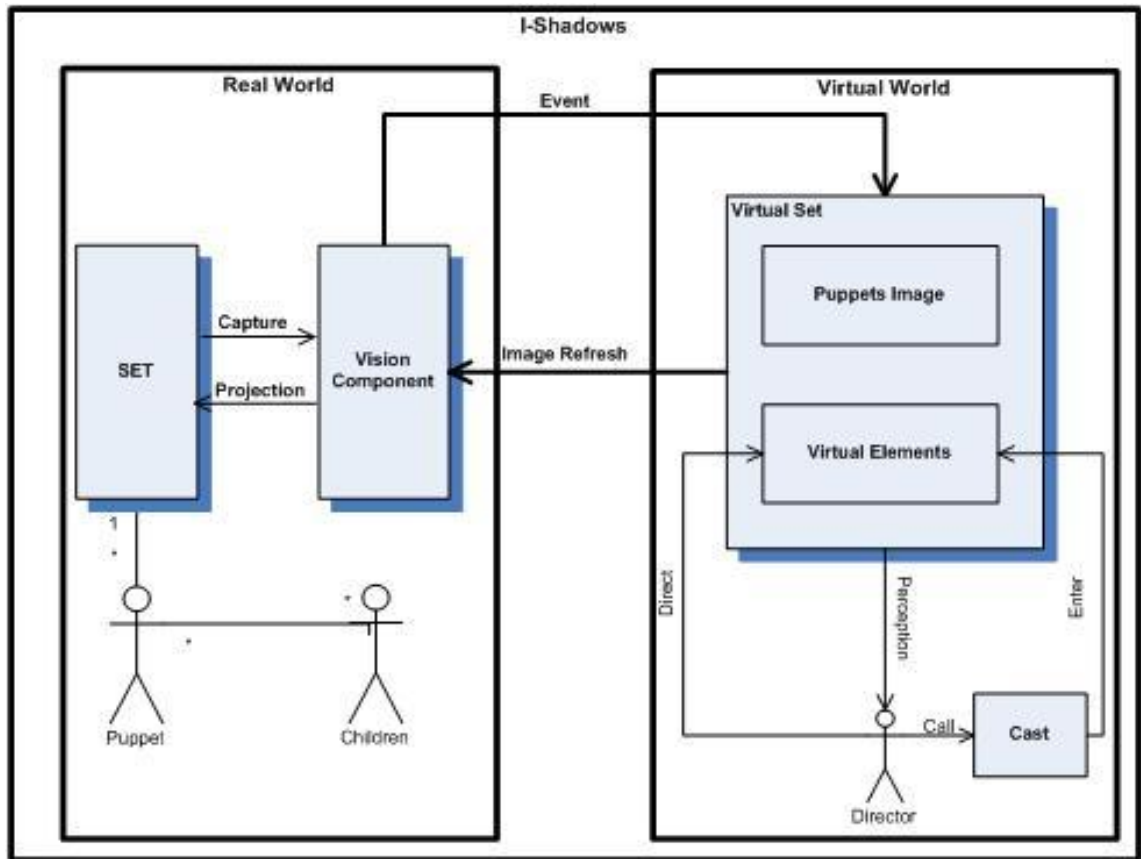 I-Shadows
Real World
Virtual World
Event
Virtual Set
Puppets Image
Capture
SET
Vision
Component
Image Refresh
Projection
Virtual Elements
1
*
*
*
1
Direct
Perception
Enter
Puppet
Children
Call
Cast
Director